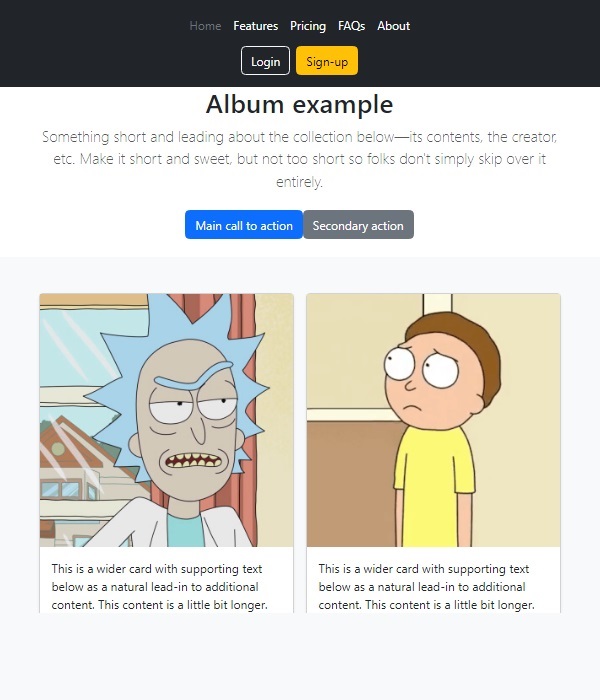 Home Features Pricing FAQs About
Login Sign-up
Album example
Something short and leading about the collection below—its contents, the creator,
etc. Make it short and sweet, but not too short so folks don't simply skip over it
entirely.
Main call to action Secondary action
This is a wider card with supporting text
below as a natural lead-in to additional
content. This content is a little bit longer.
This is a wider card with supporting text
below as a natural lead-in to additional
content. This content is a little bit longer.